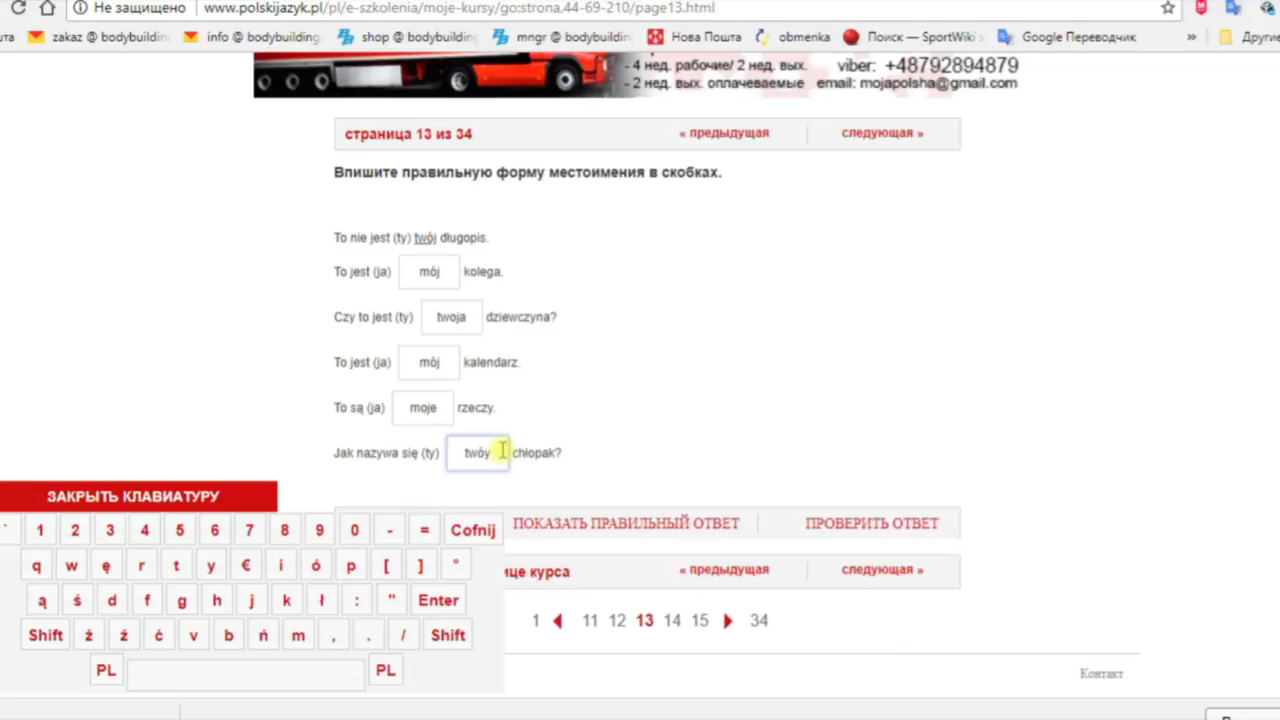 Не защищено www.polskijazyk.pl/pl/e-szkolenia/moje-kursy/go:strona,44-69-210/page13.html
та zakaz @ bodybuilding info @ bodybuilding. shop @ bodybuilding mngr @ bodybuildin Нова Пошта obmenka Поиск — SportWiki Google Переводчик » Другие
- 4 нед. рабочие/ 2 нед. вых. viber: +48792894879
- 2 нед. вых. оплачеваемые email: mojapolsha@gmail.com
страница 13 из 34 « предыдущая следующая »
Впишите правильную форму местоимения в скобках.
To nie jest (ty) twój długopis.
To jest (ja) mój kolega.
Czy to jest (ty) twoja dziewczyna?
To jest (ja) mój kalendarz.
To są (ja) moje rzeczy.
Jak nazywa się (ty) twóy chłopak?
ЗАКРЫТЬ КЛАВИАТУРУ
` 1 2 3 4 5 6 7 8 9 0 - = Cofnij ПОКАЗАТЬ ПРАВИЛЬНЫЙ ОТВЕТ ПРОВЕРИТЬ ОТВЕТ
q w ę r t y € i ó p [ ] ° ице курса « предыдущая следующая »
ą ś d f g h j k ł : " Enter 1 11 12 13 14 15 34
Shift ż ź ć v b ń m , . / Shift
PL PL Контакт